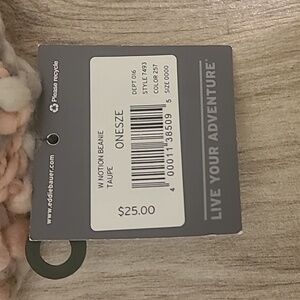 Please recycle
www.eddiebauer.com
W NOTION BEANIE
TAUPE
ONESZE
DEPT 016
STYLE 7493
COLOR 257
SIZE 0000
4 00011 38509 5
$25.00
LIVE YOUR ADVENTURE